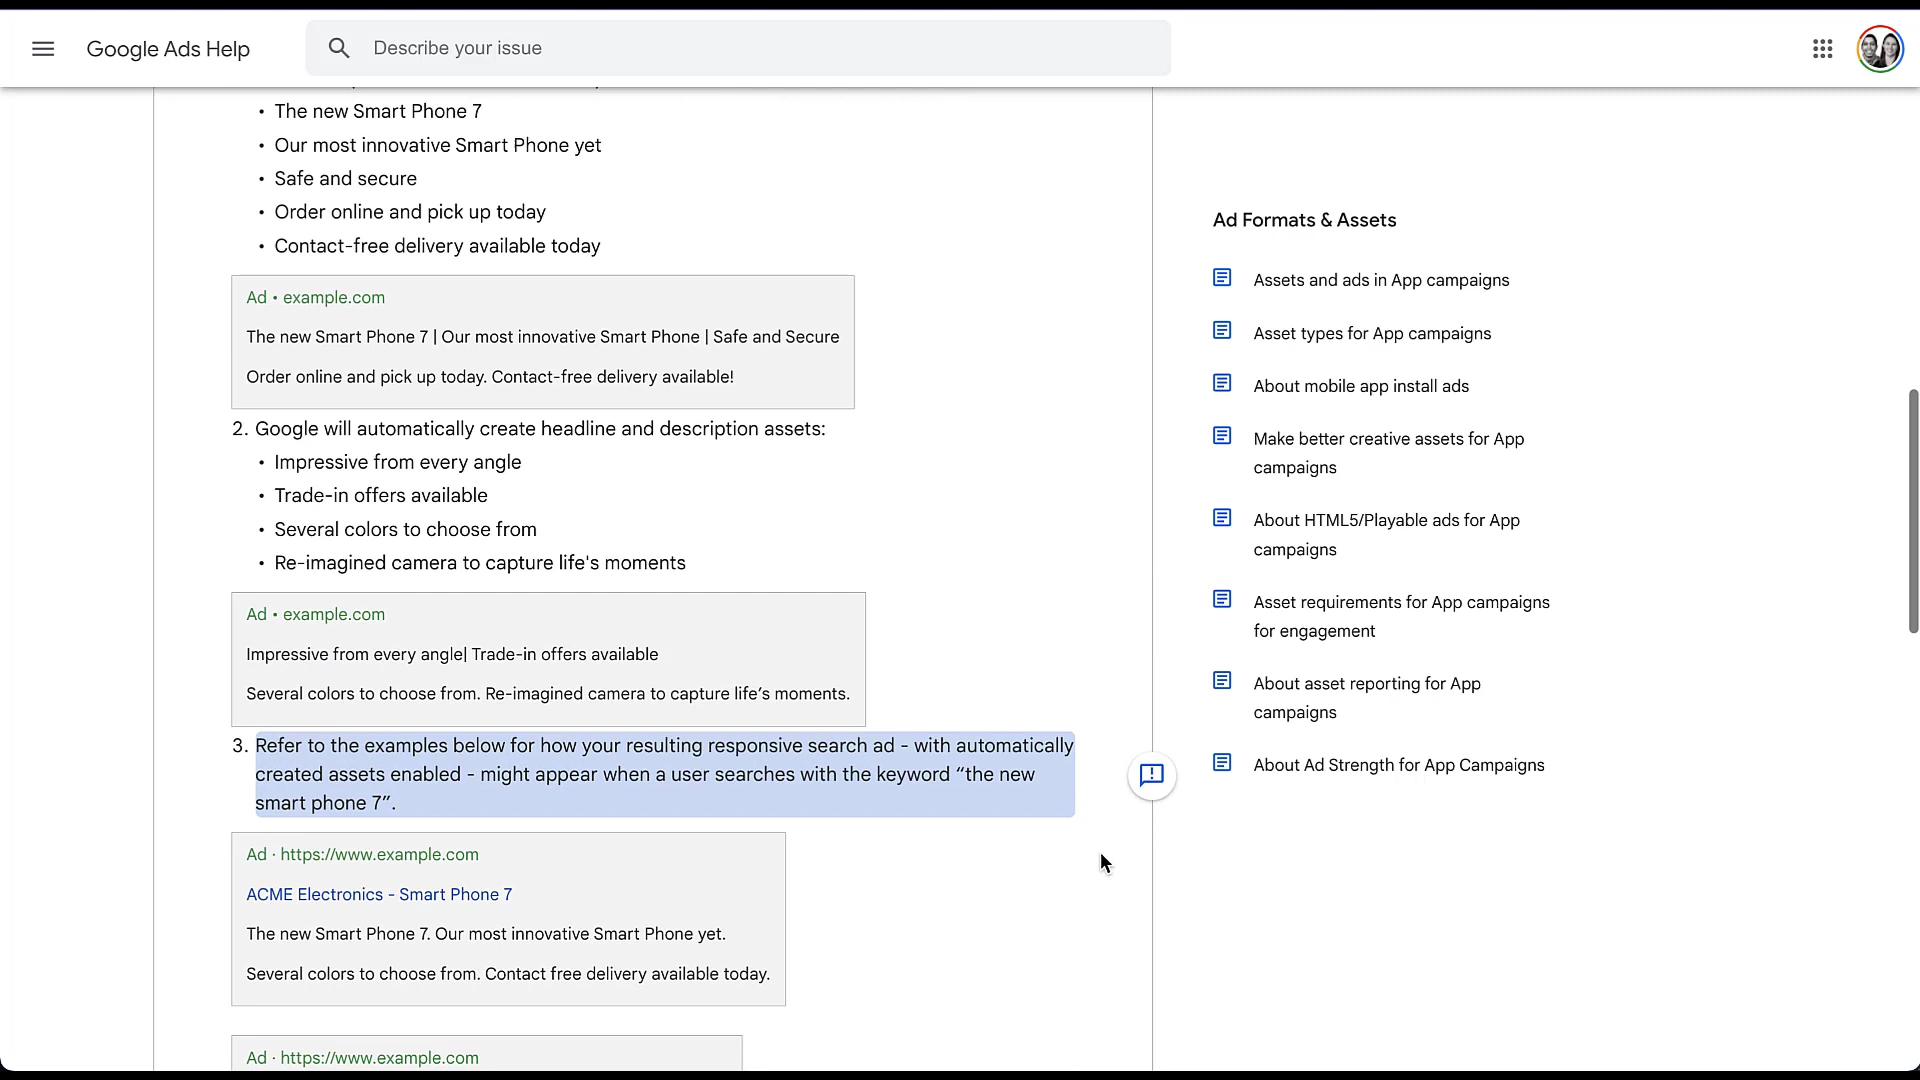 Google Ads Help
Describe your issue
• The new Smart Phone 7
• Our most innovative Smart Phone yet
• Safe and secure
• Order online and pick up today
• Contact-free delivery available today
Ad • example.com
The new Smart Phone 7 | Our most innovative Smart Phone | Safe and Secure
Order online and pick up today. Contact-free delivery available!
2. Google will automatically create headline and description assets:
• Impressive from every angle
• Trade-in offers available
• Several colors to choose from
• Re-imagined camera to capture life's moments
Ad • example.com
Impressive from every angle| Trade-in offers available
Several colors to choose from. Re-imagined camera to capture life’s moments.
3. Refer to the examples below for how your resulting responsive search ad - with automatically
created assets enabled - might appear when a user searches with the keyword “the new
smart phone 7”.
Ad · https://www.example.com
ACME Electronics - Smart Phone 7
The new Smart Phone 7. Our most innovative Smart Phone yet.
Several colors to choose from. Contact free delivery available today.
Ad · https://www.example.com
Ad Formats & Assets
Assets and ads in App campaigns
Asset types for App campaigns
About mobile app install ads
Make better creative assets for App
campaigns
About HTML5/Playable ads for App
campaigns
Asset requirements for App campaigns
for engagement
About asset reporting for App
campaigns
About Ad Strength for App Campaigns